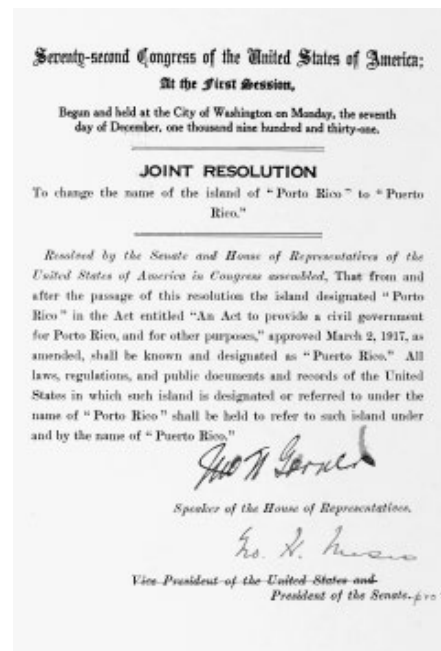 Seventy-second Congress of the United States of America;
At the First Session,
Begun and held at the City of Washington on Monday, the seventh
day of December, one thousand nine hundred and thirty-one.
JOINT RESOLUTION
To change the name of the island of “Porto Rico” to “Puerto
Rico.”
Resolved by the Senate and House of Representatives of the
United States of America in Congress assembled, That from and
after the passage of this resolution the island designated “Porto
Rico” in the Act entitled “An Act to provide a civil government
for Porto Rico, and for other purposes,” approved March 2, 1917, as
amended, shall be known and designated as “Puerto Rico.” All
laws, regulations, and public documents and records of the United
States in which such island is designated or referred to under the
name of “Porto Rico” shall be held to refer to such island under
and by the name of “Puerto Rico.”
Jno N Garner
Speaker of the House of Representatives.
Geo. H. Moses
Vice President of the United States and
President of the Senate. pro